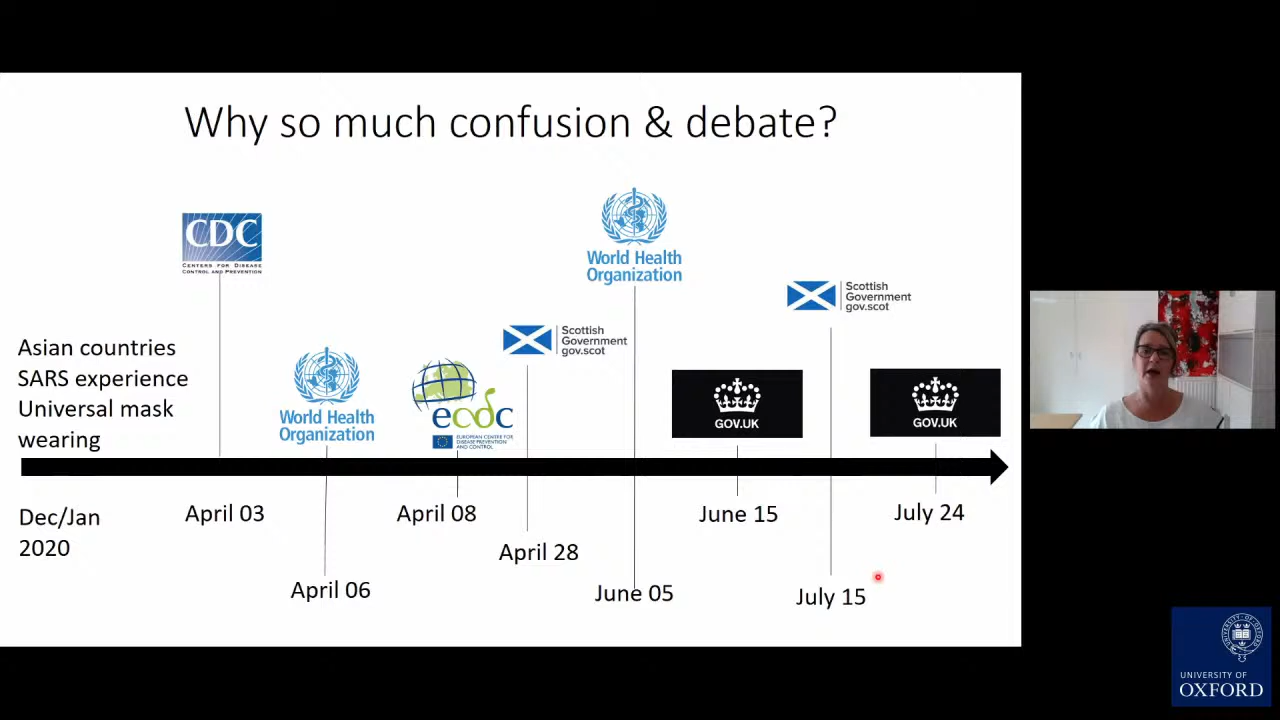 Why so much confusion & debate?
CDC
CENTERS FOR DISEASE
CONTROL AND PREVENTION
World Health
Organization
Scottish
Government
gov.scot
Scottish
Government
gov.scot
Asian countries
SARS experience
Universal mask
wearing
World Health
Organization
ecdc
EUROPEAN CENTRE FOR
DISEASE PREVENTION
AND CONTROL
GOV.UK
GOV.UK
Dec/Jan
2020
April 03
April 06
April 08
April 28
June 05
June 15
July 15
July 24
UNIVERSITY OF
OXFORD